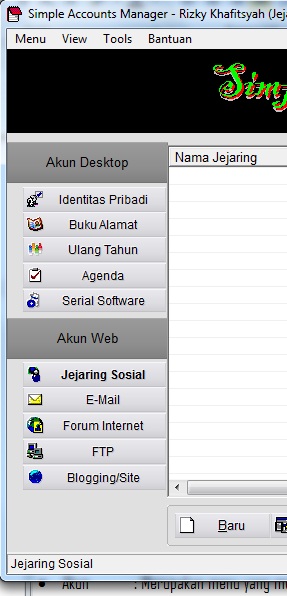 Simple Accounts Manager - Rizky Khafitsyah (Jeja
Menu View Tools Bantuan
Simp
Akun Desktop
Nama Jejaring
Identitas Pribadi
Buku Alamat
Ulang Tahun
Agenda
Serial Software
Akun Web
Jejaring Sosial
E-Mail
Forum Internet
FTP
Blogging/Site
Baru
Jejaring Sosial
• Akun : Merupakan menu yang m